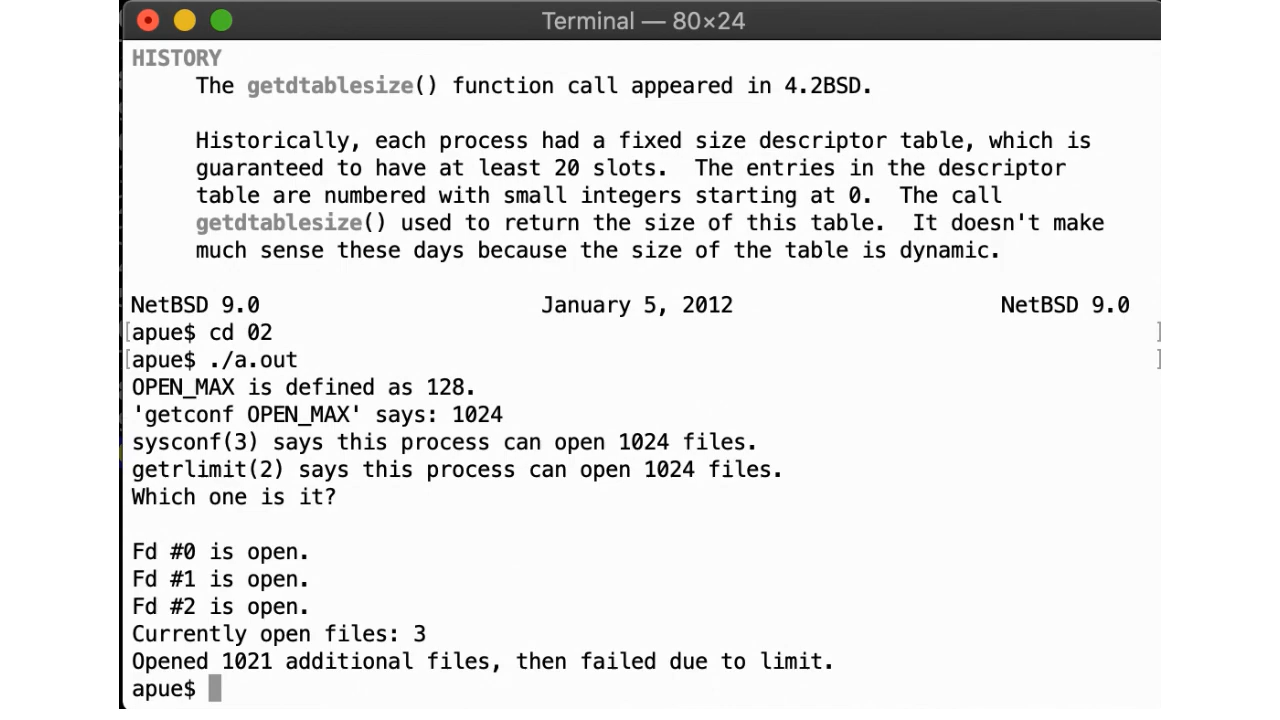 Terminal — 80×24
HISTORY
The getdtablesize() function call appeared in 4.2BSD.
Historically, each process had a fixed size descriptor table, which is
guaranteed to have at least 20 slots.  The entries in the descriptor
table are numbered with small integers starting at 0.  The call
getdtablesize() used to return the size of this table.  It doesn't make
much sense these days because the size of the table is dynamic.
NetBSD 9.0 January 5, 2012 NetBSD 9.0
[apue$ cd 02 ]
[apue$ ./a.out ]
OPEN_MAX is defined as 128.
'getconf OPEN_MAX' says: 1024
sysconf(3) says this process can open 1024 files.
getrlimit(2) says this process can open 1024 files.
Which one is it?
Fd #0 is open.
Fd #1 is open.
Fd #2 is open.
Currently open files: 3
Opened 1021 additional files, then failed due to limit.
apue$